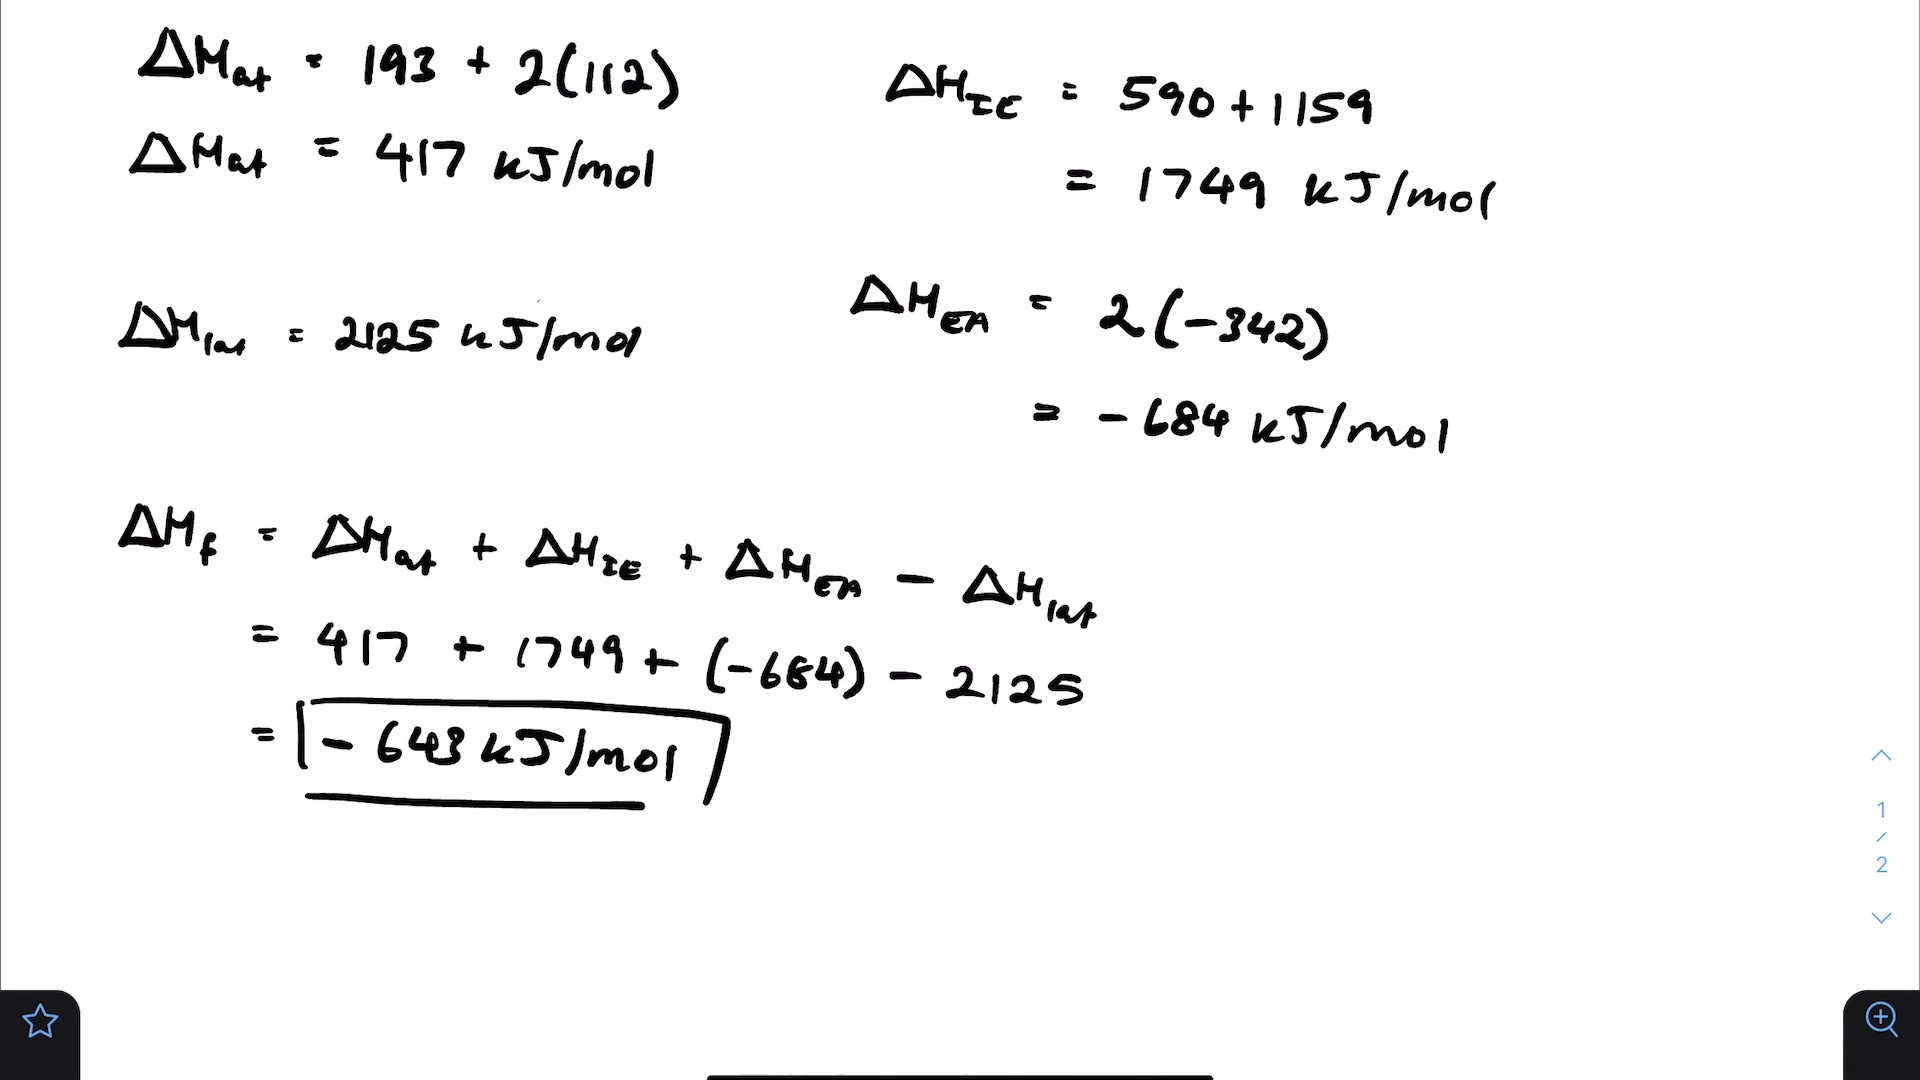 ΔHat = 193 + 2(112)
ΔHat = 417 kJ/mol
ΔHIE = 590 + 1159
= 1749 kJ/mol
ΔHlat = 2125 kJ/mol
ΔHEA = 2(-342)
= -684 kJ/mol
ΔHf = ΔHat + ΔHIE + ΔHEA - ΔHlat
= 417 + 1749 + (-684) - 2125
= -643 kJ/mol
1
/
2